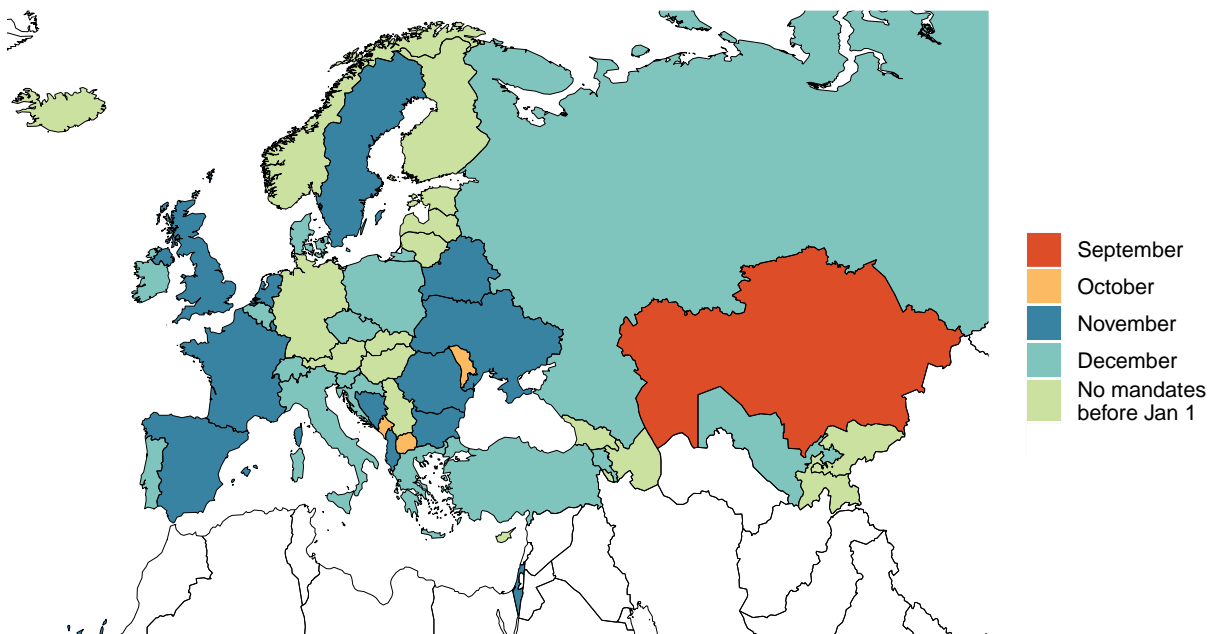 September
October
November
December
No mandates
before Jan 1